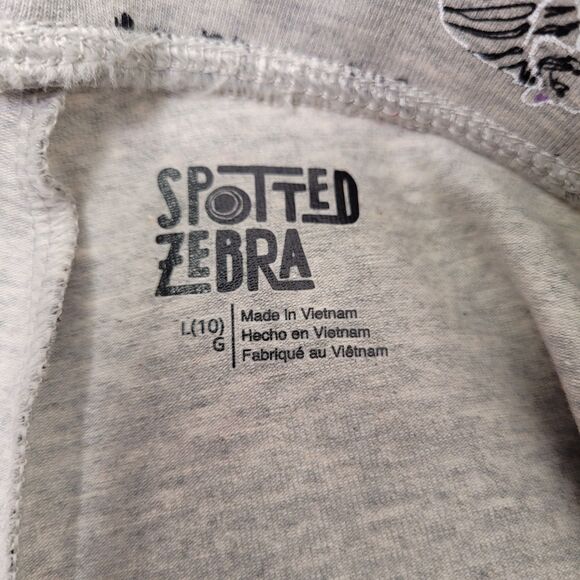 SPOTTED
ZEBRA
L(10)
G
Made in Vietnam
Hecho en Vietnam
Fabriqué au Viêtnam